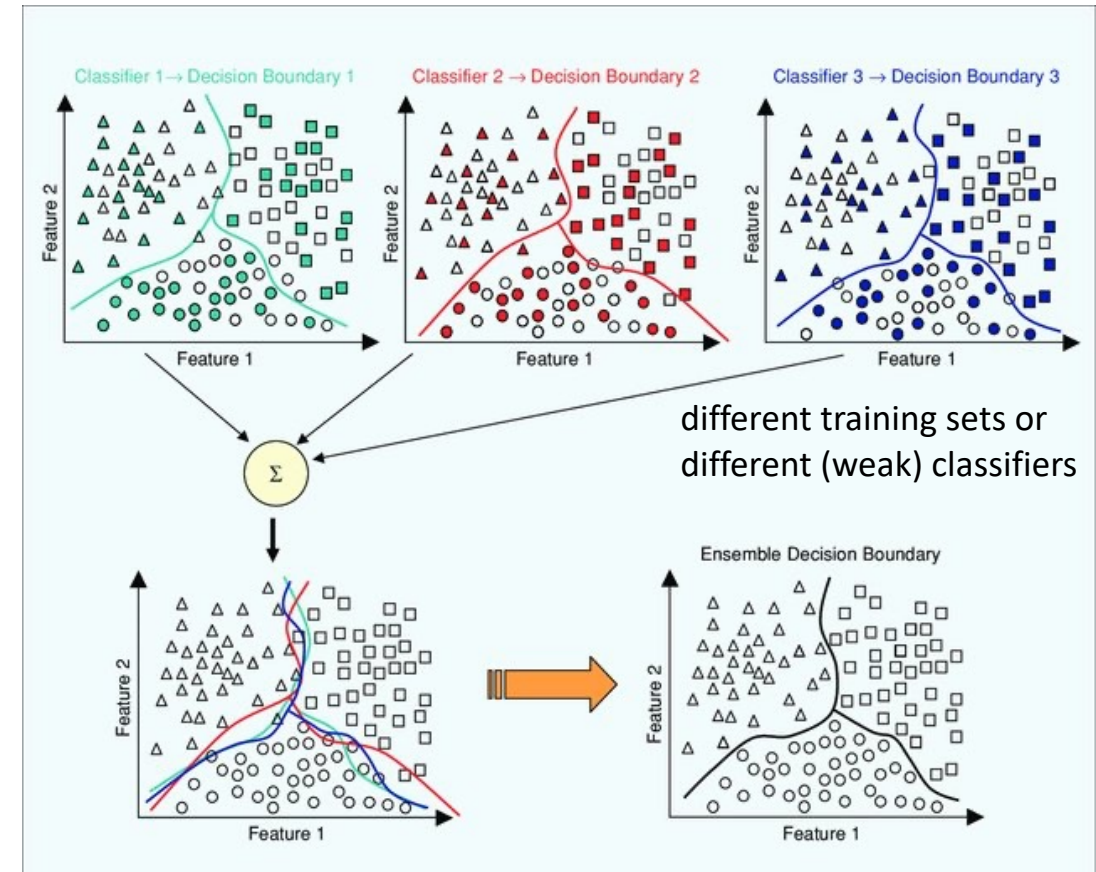 Classifier 1→ Decision Boundary 1
Classifier 2 → Decision Boundary 2
Classifier 3 → Decision Boundary 3
Feature 2
Feature 2
Feature 2
Feature 1
Feature 1
Feature 1
different training sets or
different (weak) classifiers
Σ
Ensemble Decision Boundary
Feature 2
Feature 2
Feature 1
Feature 1